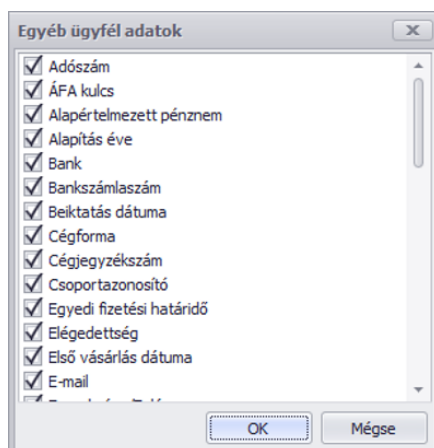 Egyéb ügyfél adatok
Adószám
ÁFA kulcs
Alapértelmezett pénznem
Alapítás éve
Bank
Bankszámlaszám
Beiktatás dátuma
Cégforma
Cégjegyzékszám
Csoportazonosító
Egyedi fizetési határidő
Elégedettség
Első vásárlás dátuma
E-mail
OK
Mégse